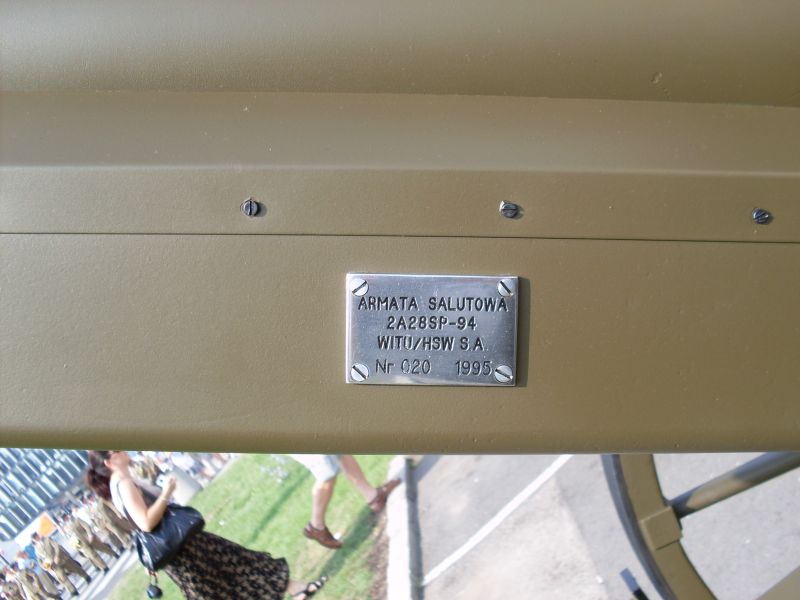 ARMATA SALUTOWA
2A28SP-94
WITU/HSW S.A.
Nr 020 1995